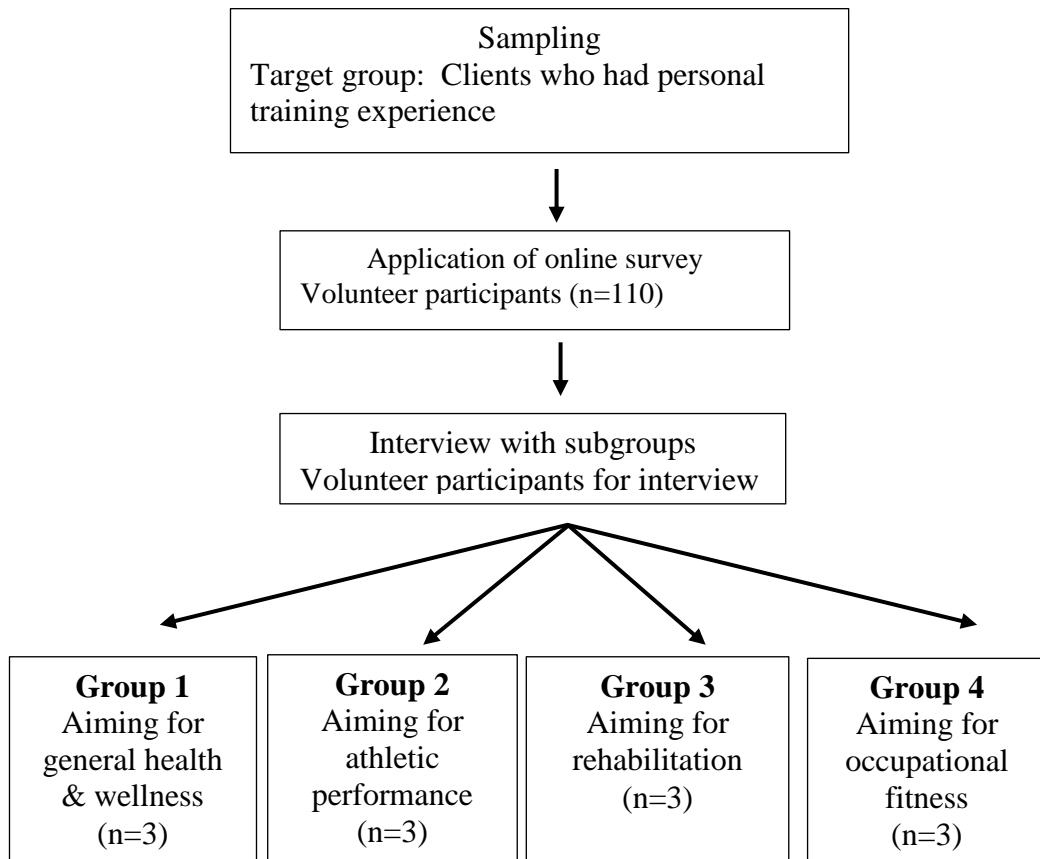 Sampling
Target group:  Clients who had personal
training experience
Application of online survey
Volunteer participants (n=110)
Interview with subgroups
Volunteer participants for interview
Group 1
Aiming for
general health
& wellness
(n=3)
Group 2
Aiming for
athletic
performance
(n=3)
Group 3
Aiming for
rehabilitation
(n=3)
Group 4
Aiming for
occupational
fitness
(n=3)